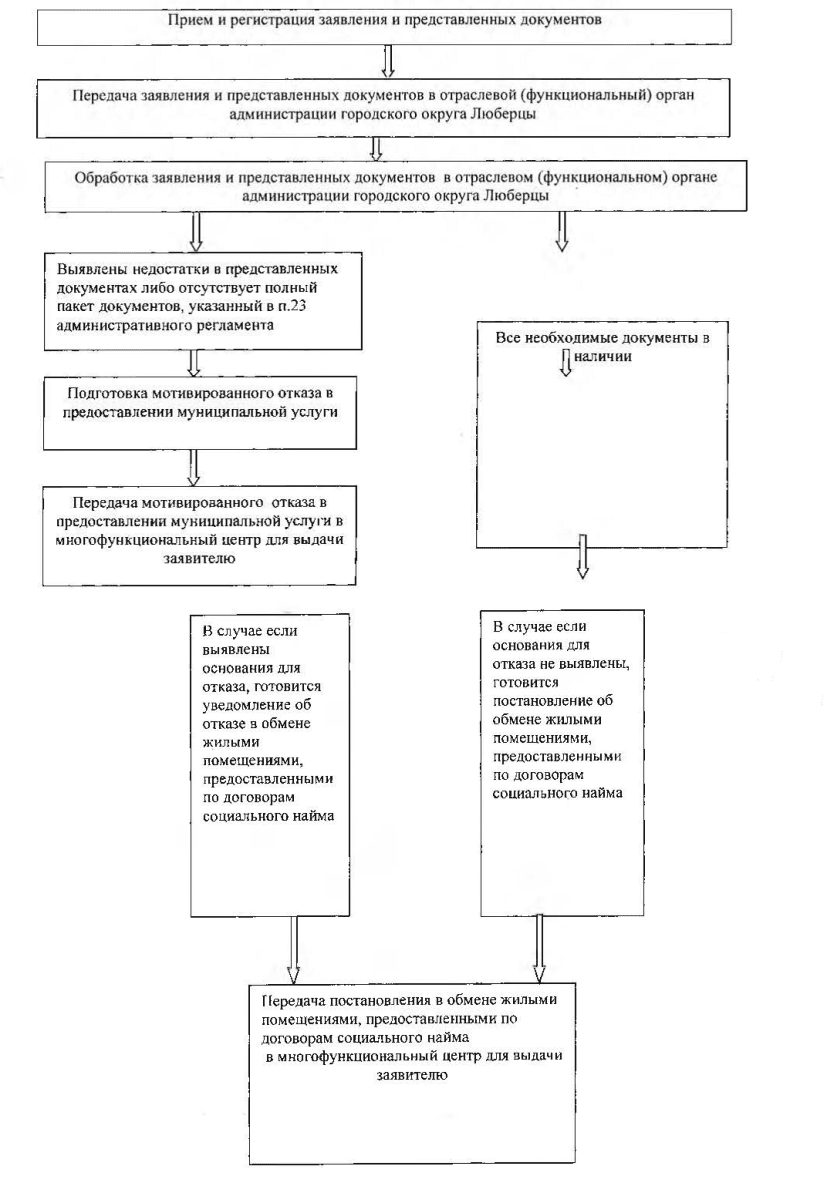 Прием и регистрация заявления и представленных документов
Передача заявления и представленных документов в отраслевой (функциональный) орган
администрации городского округа Люберцы
Обработка заявления и представленных документов в отраслевом (функциональном) органе
администрации городского округа Люберцы
Выявлены недостатки в представленных
документах либо отсутствует полный
пакет документов, указанный в п.23
административного регламента
Все необходимые документы в
наличии
Подготовка мотивированного отказа в
предоставлении муниципальной услуги
Передача мотивированного отказа в
предоставлении муниципальной услуги в
многофункциональный центр для выдачи
заявителю
В случае если
выявлены
основания для
отказа, готовится
уведомление об
отказе в обмене
жилыми
помещениями,
предоставленными
по договорам
социального найма
В случае если
основания для
отказа не выявлены,
готовится
постановление об
обмене жилыми
помещениями,
предоставленными
по договорам
социального найма
Передача постановления в обмене жилыми
помещениями, предоставленными по
договорам социального найма
в многофункциональный центр для выдачи
заявителю